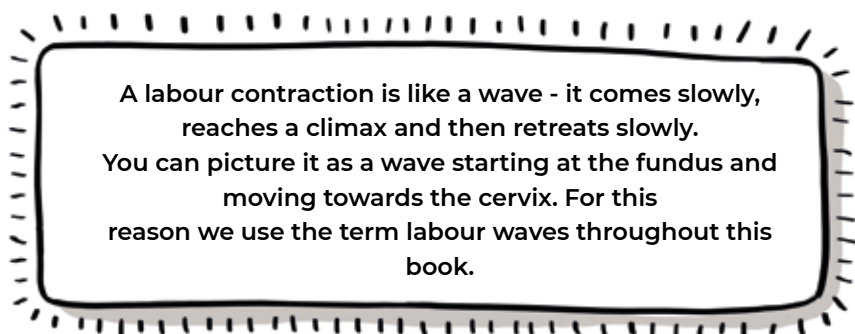 A labour contraction is like a wave - it comes slowly,
reaches a climax and then retreats slowly.
You can picture it as a wave starting at the fundus and
moving towards the cervix. For this
reason we use the term labour waves throughout this
book.